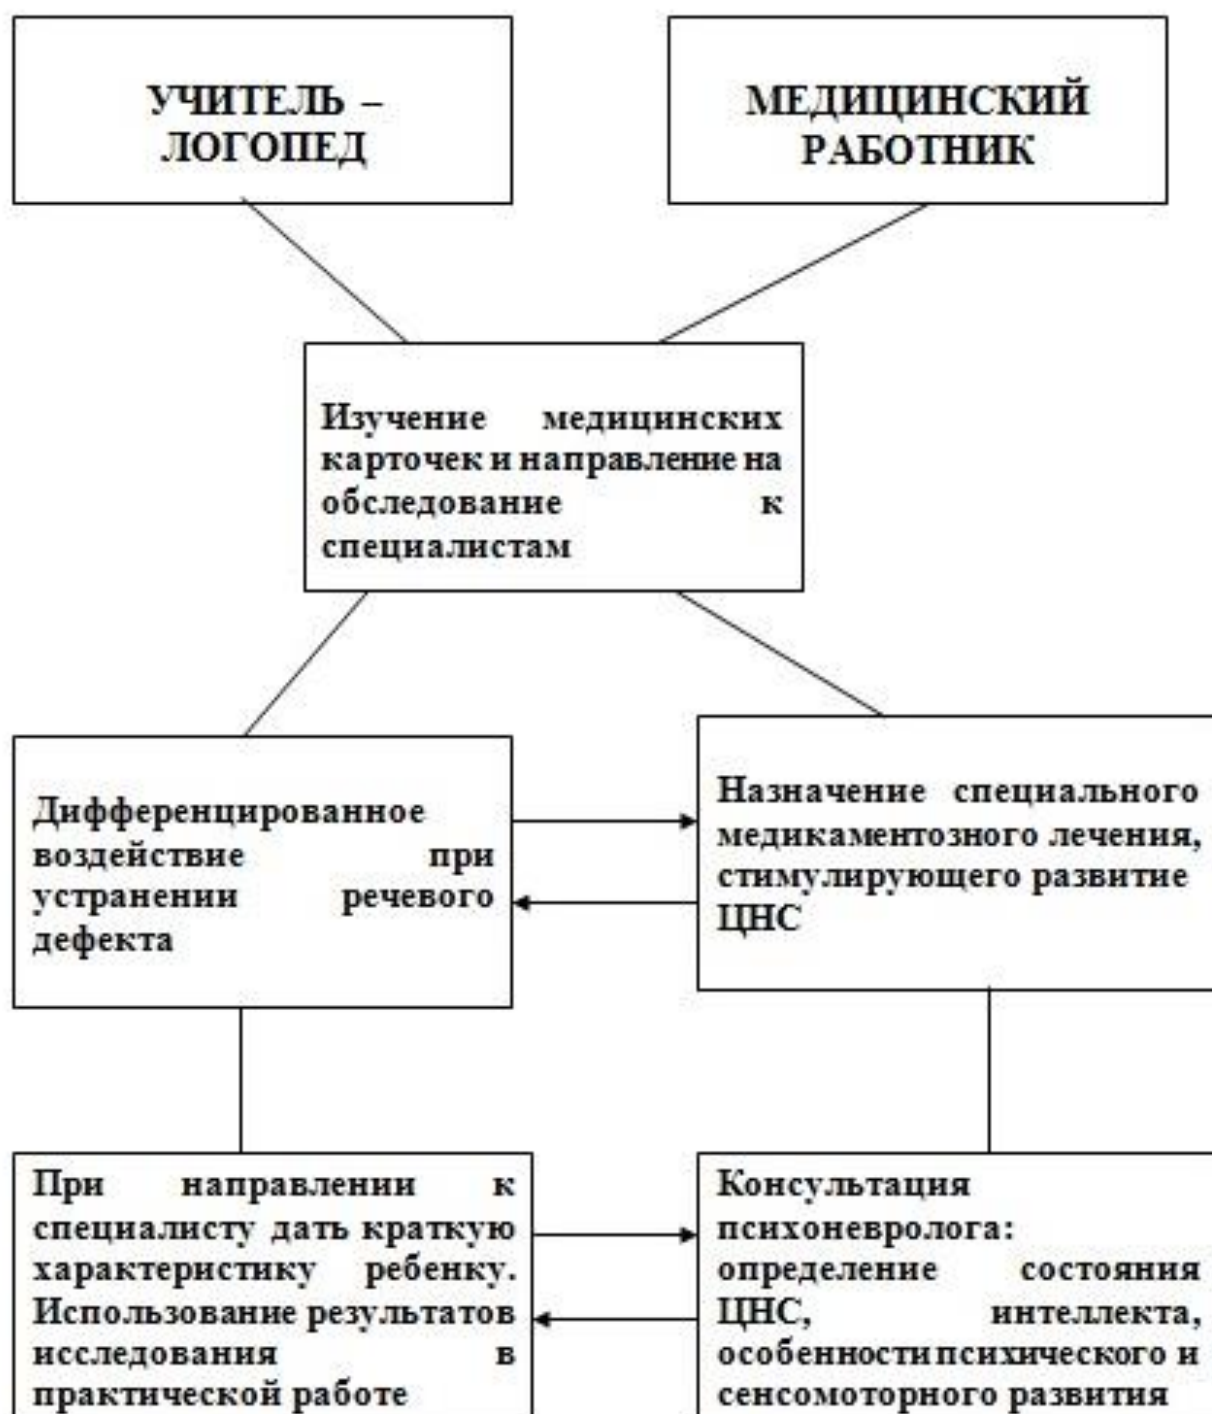 УЧИТЕЛЬ –
ЛОГОПЕД
МЕДИЦИНСКИЙ
РАБОТНИК
Изучение медицинских
карточек и направление на
обследование к
специалистам
Дифференцированное
воздействие при
устранении речевого
дефекта
Назначение специального
медикаментозного лечения,
стимулирующего развитие
ЦНС
При направлении к
специалисту дать краткую
характеристику ребенку.
Использование результатов
исследования в
практической работе
Консультация
психоневролога:
определение состояния
ЦНС, интеллекта,
особенности психического и
сенсомоторного развития